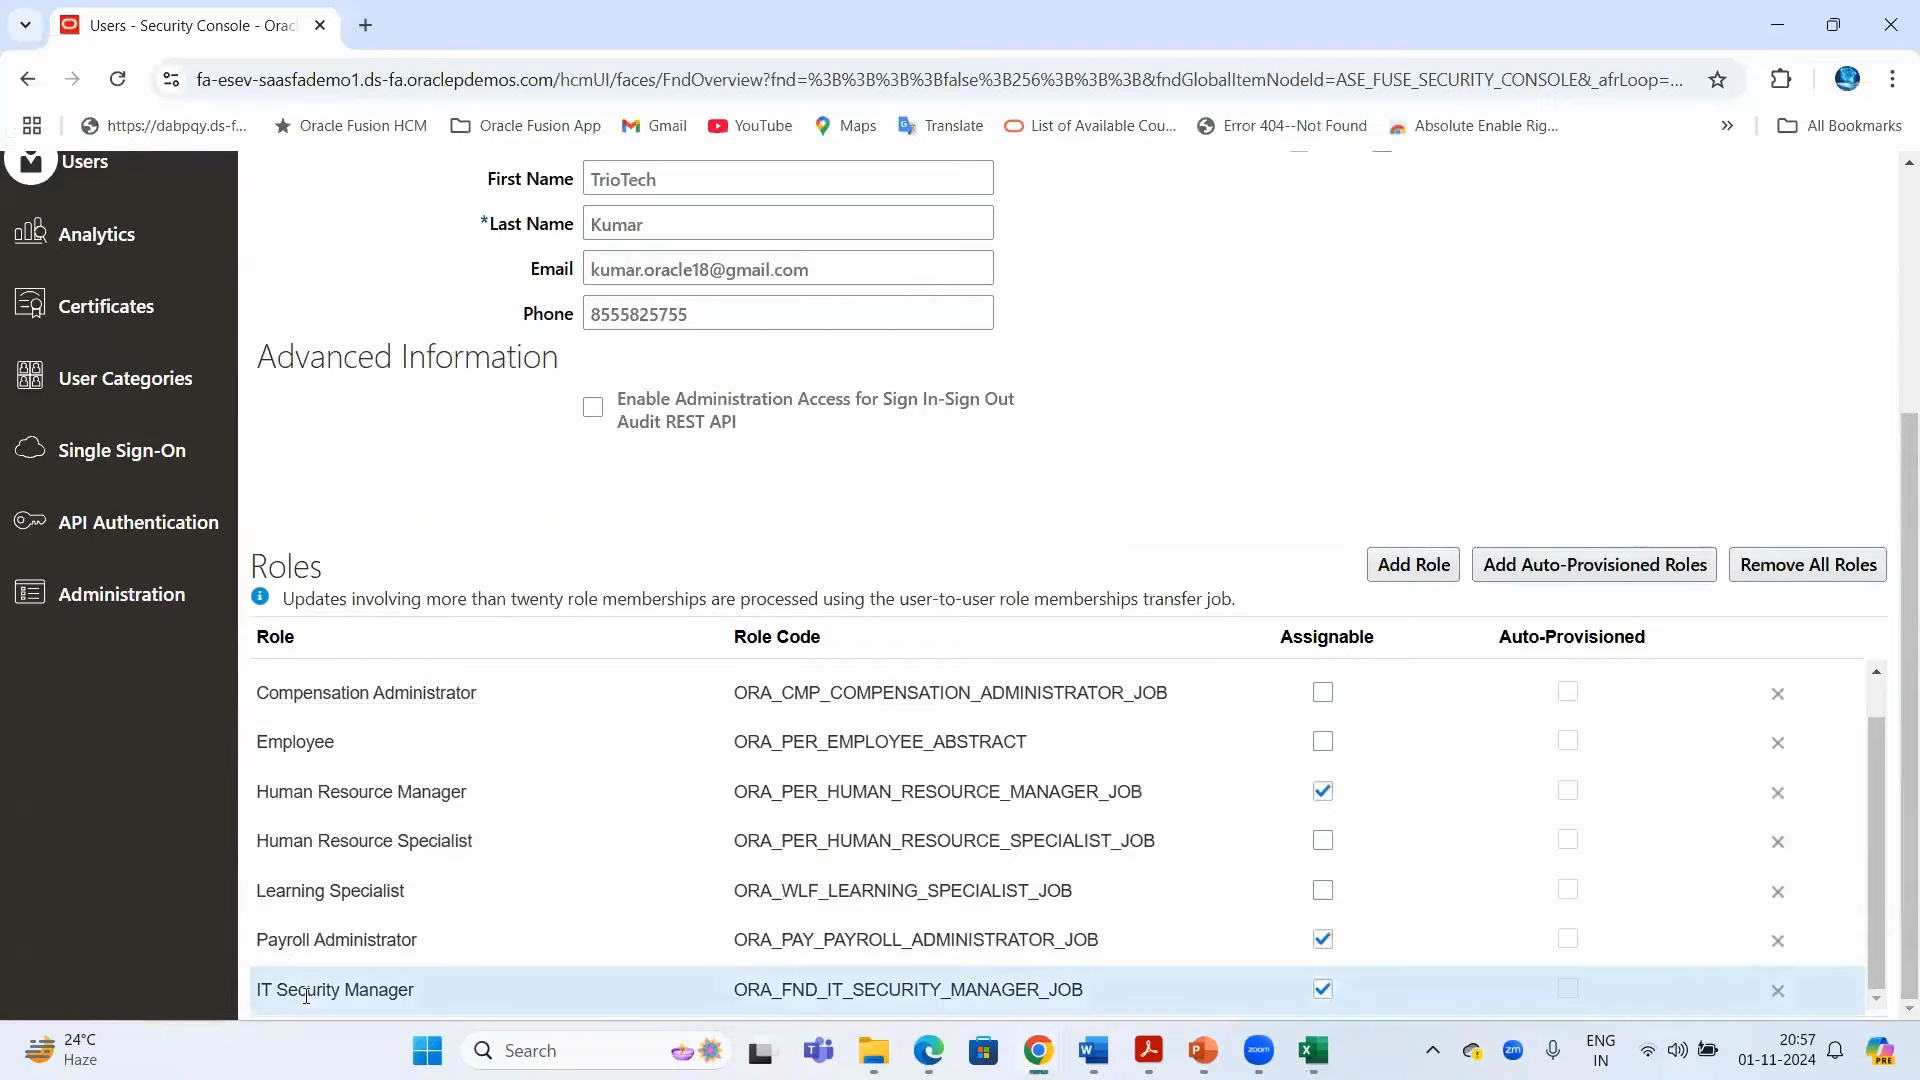 Users - Security Console - Orac
fa-esev-saasfademo1.ds-fa.oraclepdemos.com/hcmUI/faces/FndOverview?fnd=%3B%3B%3B%3Bfalse%3B256%3B%3B%3B&fndGlobalItemNodeId=ASE_FUSE_SECURITY_CONSOLE&_afrLoop=...
https://dabpqy.ds-f... Oracle Fusion HCM Oracle Fusion App Gmail YouTube Maps Translate List of Available Cou... Error 404--Not Found Absolute Enable Rig... » All Bookmarks
Users
Analytics
Certificates
User Categories
Single Sign-On
API Authentication
Administration
First Name TrioTech
*Last Name Kumar
Email kumar.oracle18@gmail.com
Phone 8555825755
Advanced Information
Enable Administration Access for Sign In-Sign Out
Audit REST API
Roles
Add Role Add Auto-Provisioned Roles Remove All Roles
Updates involving more than twenty role memberships are processed using the user-to-user role memberships transfer job.
Role Role Code Assignable Auto-Provisioned
Compensation Administrator ORA_CMP_COMPENSATION_ADMINISTRATOR_JOB
Employee ORA_PER_EMPLOYEE_ABSTRACT
Human Resource Manager ORA_PER_HUMAN_RESOURCE_MANAGER_JOB
Human Resource Specialist ORA_PER_HUMAN_RESOURCE_SPECIALIST_JOB
Learning Specialist ORA_WLF_LEARNING_SPECIALIST_JOB
Payroll Administrator ORA_PAY_PAYROLL_ADMINISTRATOR_JOB
IT Security Manager ORA_FND_IT_SECURITY_MANAGER_JOB
24°C
Haze
Search
zoom
zm
ENG
IN
20:57
01-11-2024
PRE